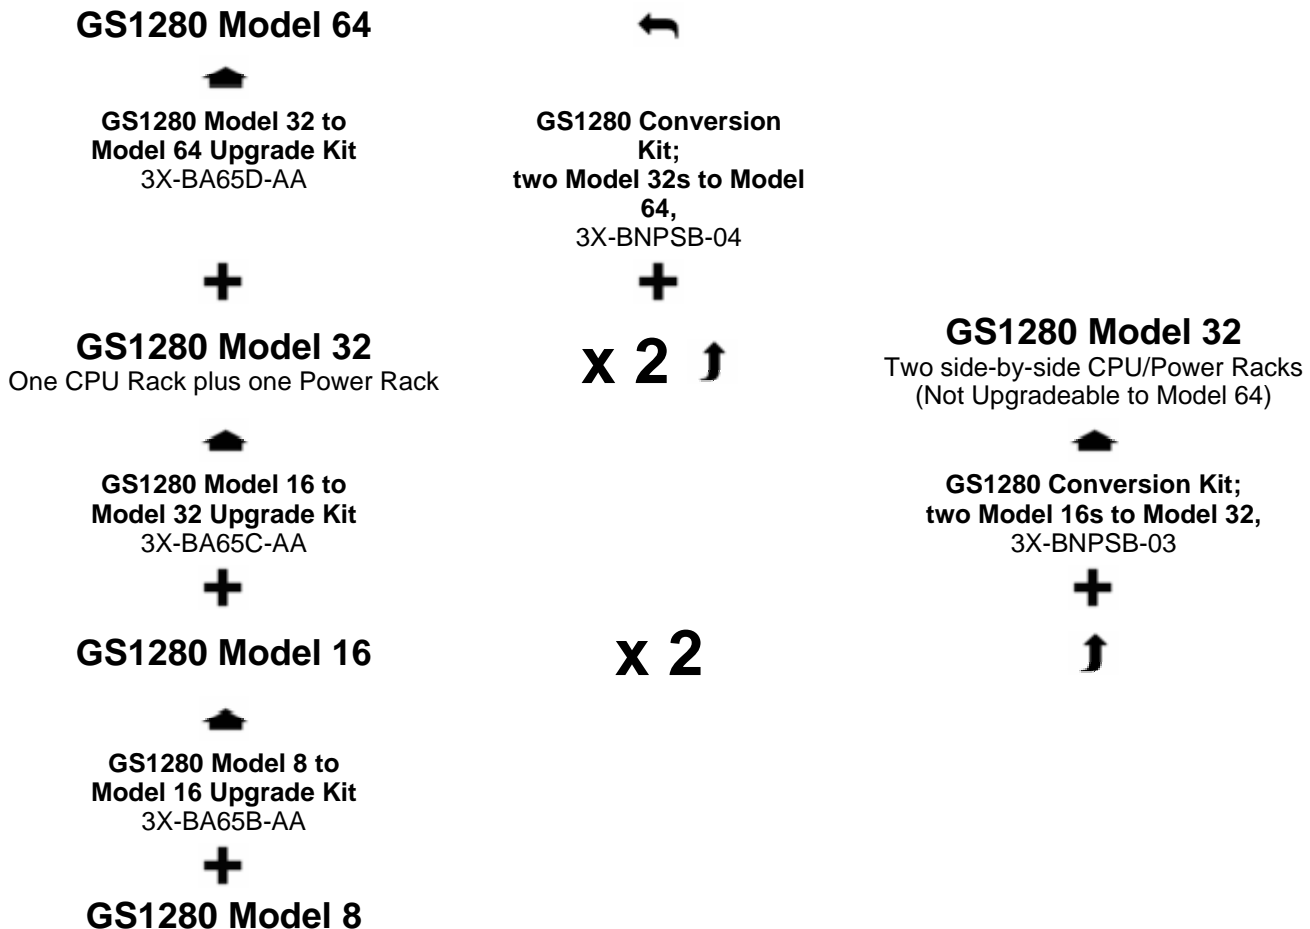 GS1280 Model 64
GS1280 Model 32 to
Model 64 Upgrade Kit
3X-BA65D-AA
GS1280 Conversion
Kit;
two Model 32s to Model
64,
3X-BNPSB-04
GS1280 Model 32
One CPU Rack plus one Power Rack
x 2
GS1280 Model 32
Two side-by-side CPU/Power Racks
(Not Upgradeable to Model 64)
GS1280 Model 16 to
Model 32 Upgrade Kit
3X-BA65C-AA
GS1280 Conversion Kit;
two Model 16s to Model 32,
3X-BNPSB-03
GS1280 Model 16
x 2
GS1280 Model 8 to
Model 16 Upgrade Kit
3X-BA65B-AA
GS1280 Model 8